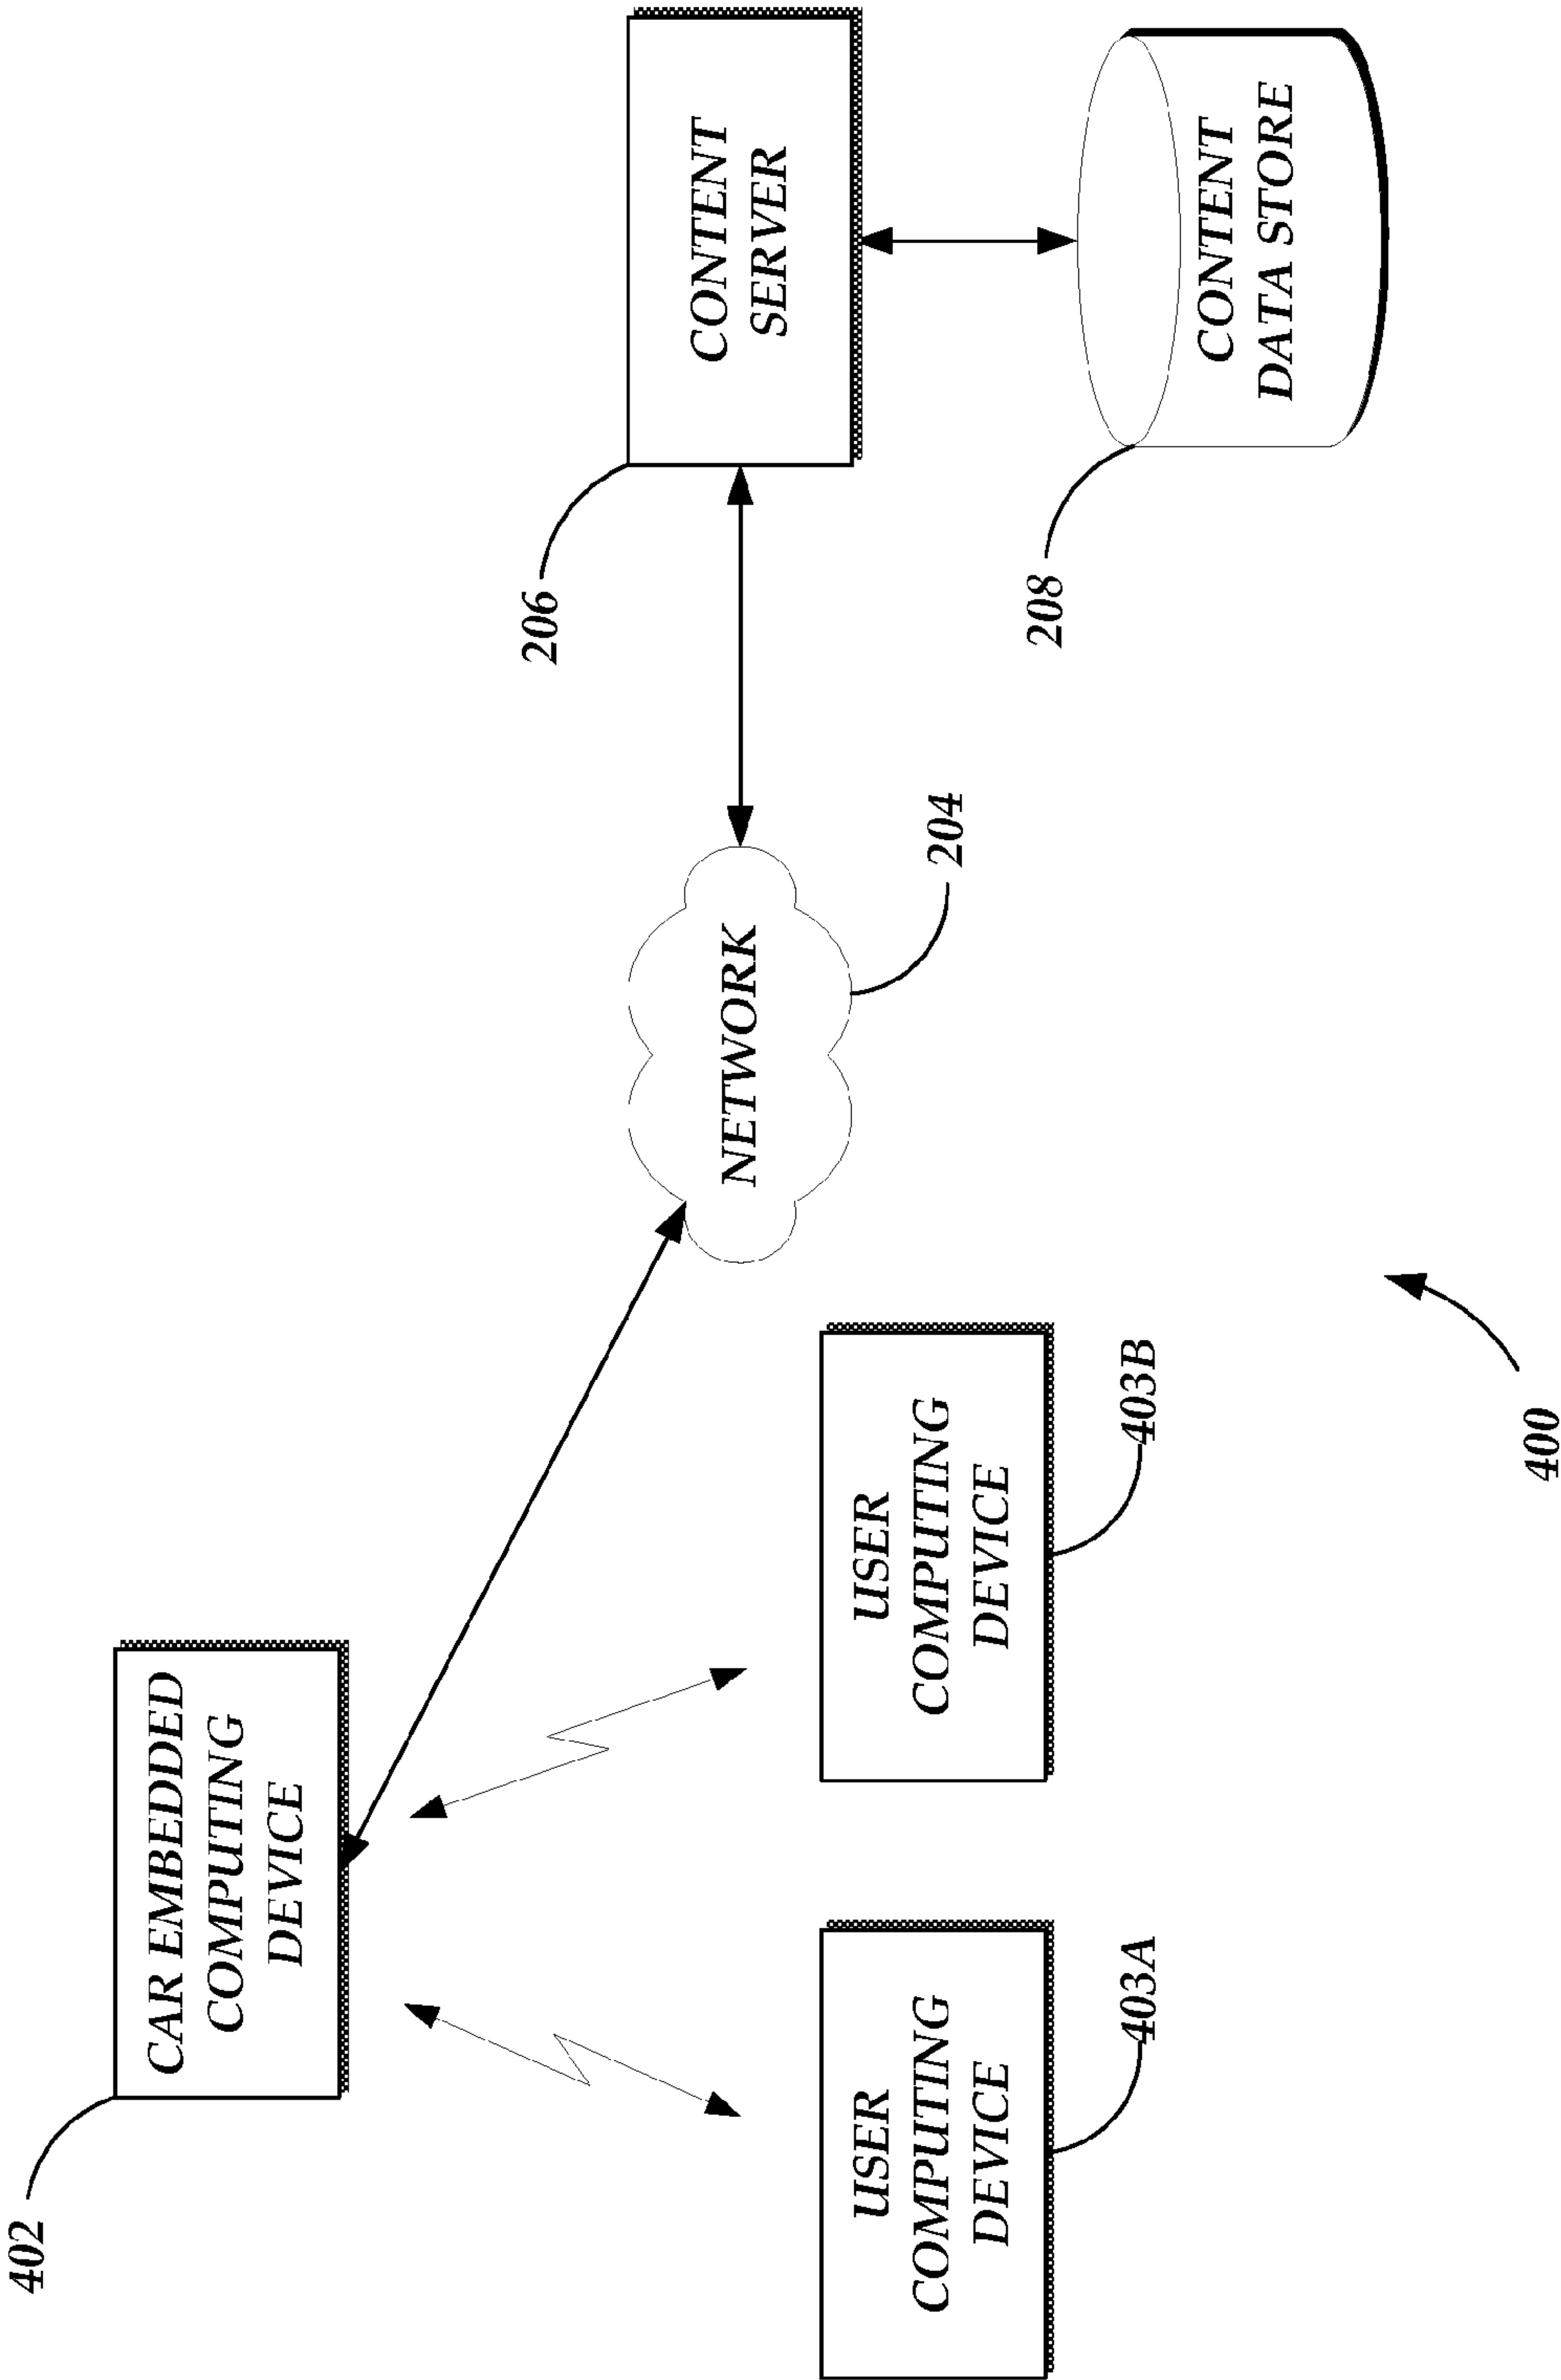 402
CAR EMBEDDED
COMPUTING
DEVICE
206
CONTENT
SERVER
NETWORK
204
USER
COMPUTING
DEVICE
403A
USER
COMPUTING
DEVICE
403B
208
CONTENT
DATA STORE
400